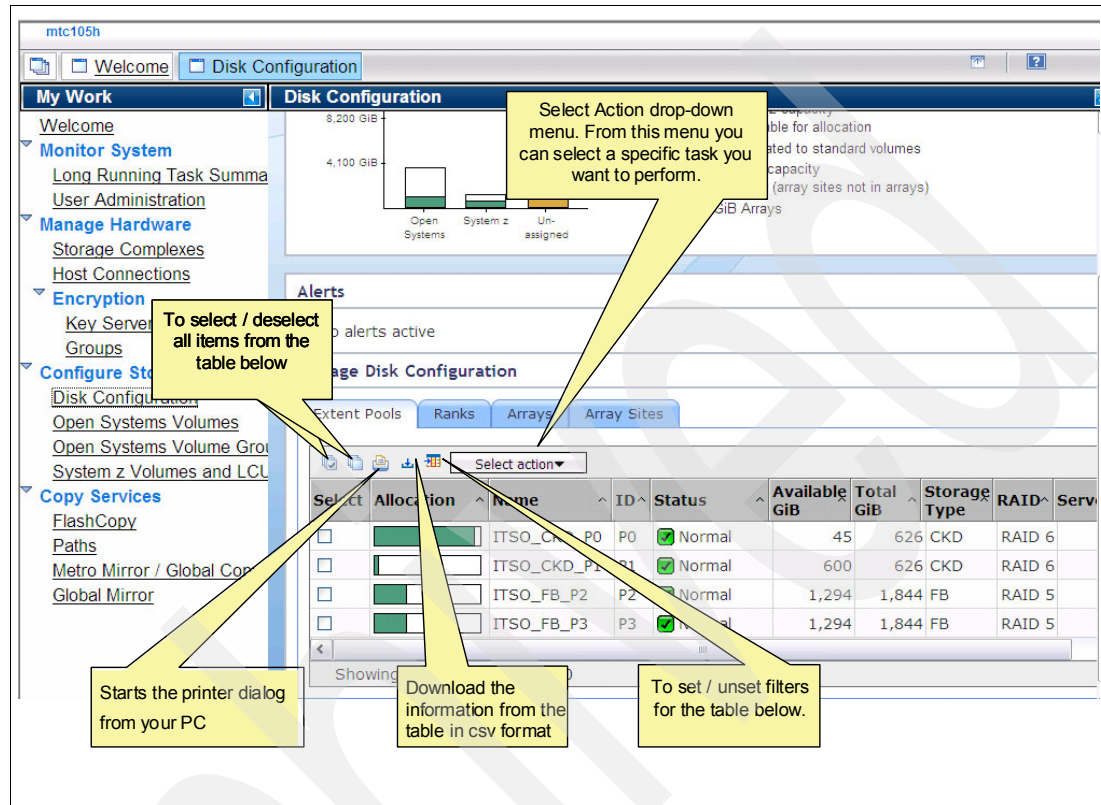 mtc105h
Welcome
Disk Configuration
My Work
Disk Configuration
Welcome
Monitor System
Long Running Task Summa
User Administration
Manage Hardware
Storage Complexes
Host Connections
Encryption
Key Server
Groups
Configure Sto
Disk Configuration
Open Systems Volumes
Open Systems Volume Grou
System z Volumes and LCU
Copy Services
FlashCopy
Paths
Metro Mirror / Global Copy
Global Mirror
8,200 GiB
4,100 GiB
Open
Systems
System z
Un-
assigned
capacity
ble for allocation
ated to standard volumes
capacity
(array sites not in arrays)
GiB Arrays
Select Action drop-down
menu. From this menu you
can select a specific task you
want to perform.
Alerts
o alerts active
To select / deselect
all items from the
table below
age Disk Configuration
Extent Pools
Ranks
Arrays
Array Sites
Select action
Select Allocation Name ID Status Available GiB Total GiB Storage Type RAID Serve
ITSO_CKD_P0 P0 Normal 45 626 CKD RAID 6
ITSO_CKD_P1 P1 Normal 600 626 CKD RAID 6
ITSO_FB_P2 P2 Normal 1,294 1,844 FB RAID 5
ITSO_FB_P3 P3 Normal 1,294 1,844 FB RAID 5
Showing
0
Starts the printer dialog
from your PC
Download the
information from the
table in csv format
To set / unset filters
for the table below.